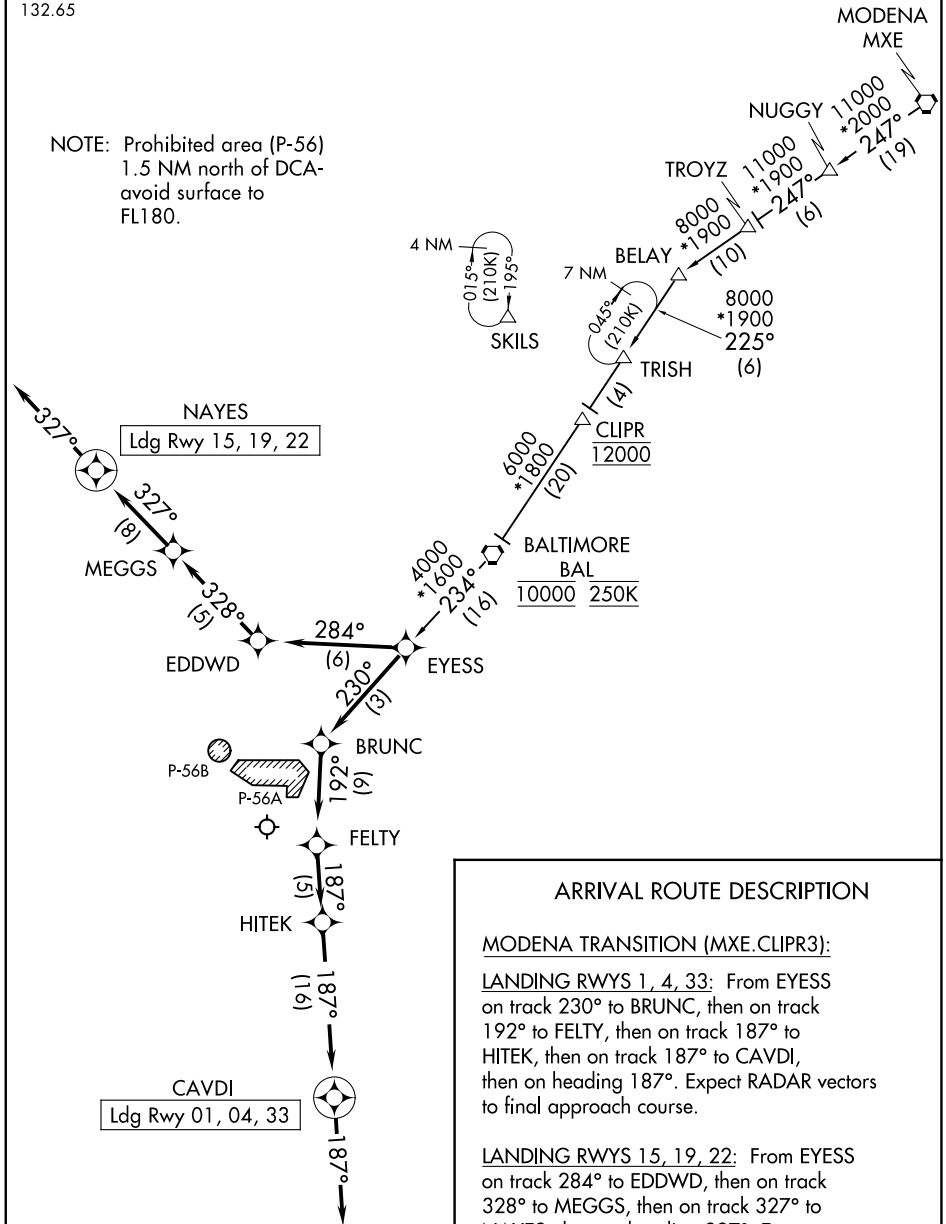 132.65
MODENA
MXE
NOTE: Prohibited area (P-56)
1.5 NM north of DCA-
avoid surface to
FL180.
11000
*2000
247°
(19)
NUGGY
11000
*1900
247°
(6)
TROYZ
8000
*1900
(10)
BELAY
8000
*1900
225°
(6)
4 NM
015°
(210K)
195°
SKILS
7 NM
045°
(210K)
TRISH
(4)
CLIPR
12000
6000
*1800
(20)
BALTIMORE
BAL
10000 250K
4000
*1600
234°
(16)
327°
NAYES
Ldg Rwy 15, 19, 22
327°
(8)
MEGGS
328°
(5)
EDDWD
284°
(6)
EYESS
230°
(3)
BRUNC
P-56B
P-56A
192°
(9)
FELTY
187°
(5)
HITEK
187°
(16)
CAVDI
Ldg Rwy 01, 04, 33
187°
ARRIVAL ROUTE DESCRIPTION
MODENA TRANSITION (MXE.CLIPR3):
LANDING RWYS 1, 4, 33: From EYESS
on track 230° to BRUNC, then on track
192° to FELTY, then on track 187° to
HITEK, then on track 187° to CAVDI,
then on heading 187°. Expect RADAR vectors
to final approach course.
LANDING RWYS 15, 19, 22: From EYESS
on track 284° to EDDWD, then on track
328° to MEGGS, then on track 327° to